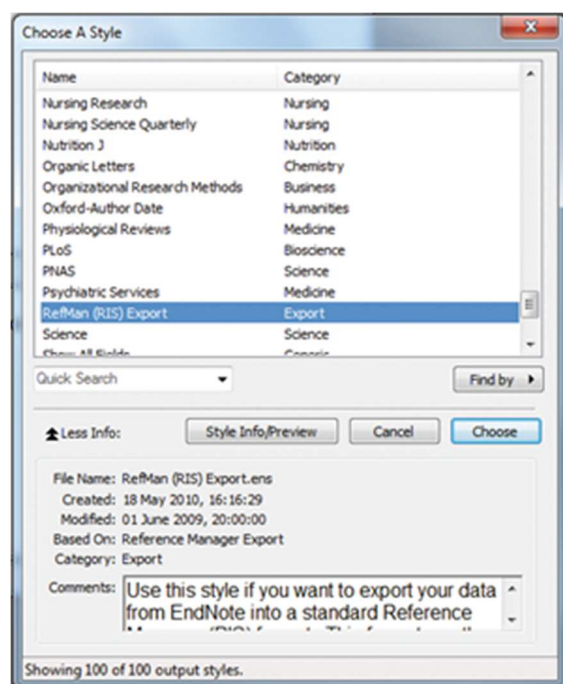 Choose A Style
Name Category
Nursing Research Nursing
Nursing Science Quarterly Nursing
Nutrition J Nutrition
Organic Letters Chemistry
Organizational Research Methods Business
Oxford-Author Date Humanities
Physiological Reviews Medicine
PLoS Bioscience
PNAS Science
Psychiatric Services Medicine
RefMan (RIS) Export Export
Science Science
Show All Fields Generic
Quick Search Find by
Less Info: Style Info/Preview Cancel Choose
File Name: RefMan (RIS) Export.ens
Created: 18 May 2010, 16:16:29
Modified: 01 June 2009, 20:00:00
Based On: Reference Manager Export
Category: Export
Comments: Use this style if you want to export your data
from EndNote into a standard Reference
Showing 100 of 100 output styles.